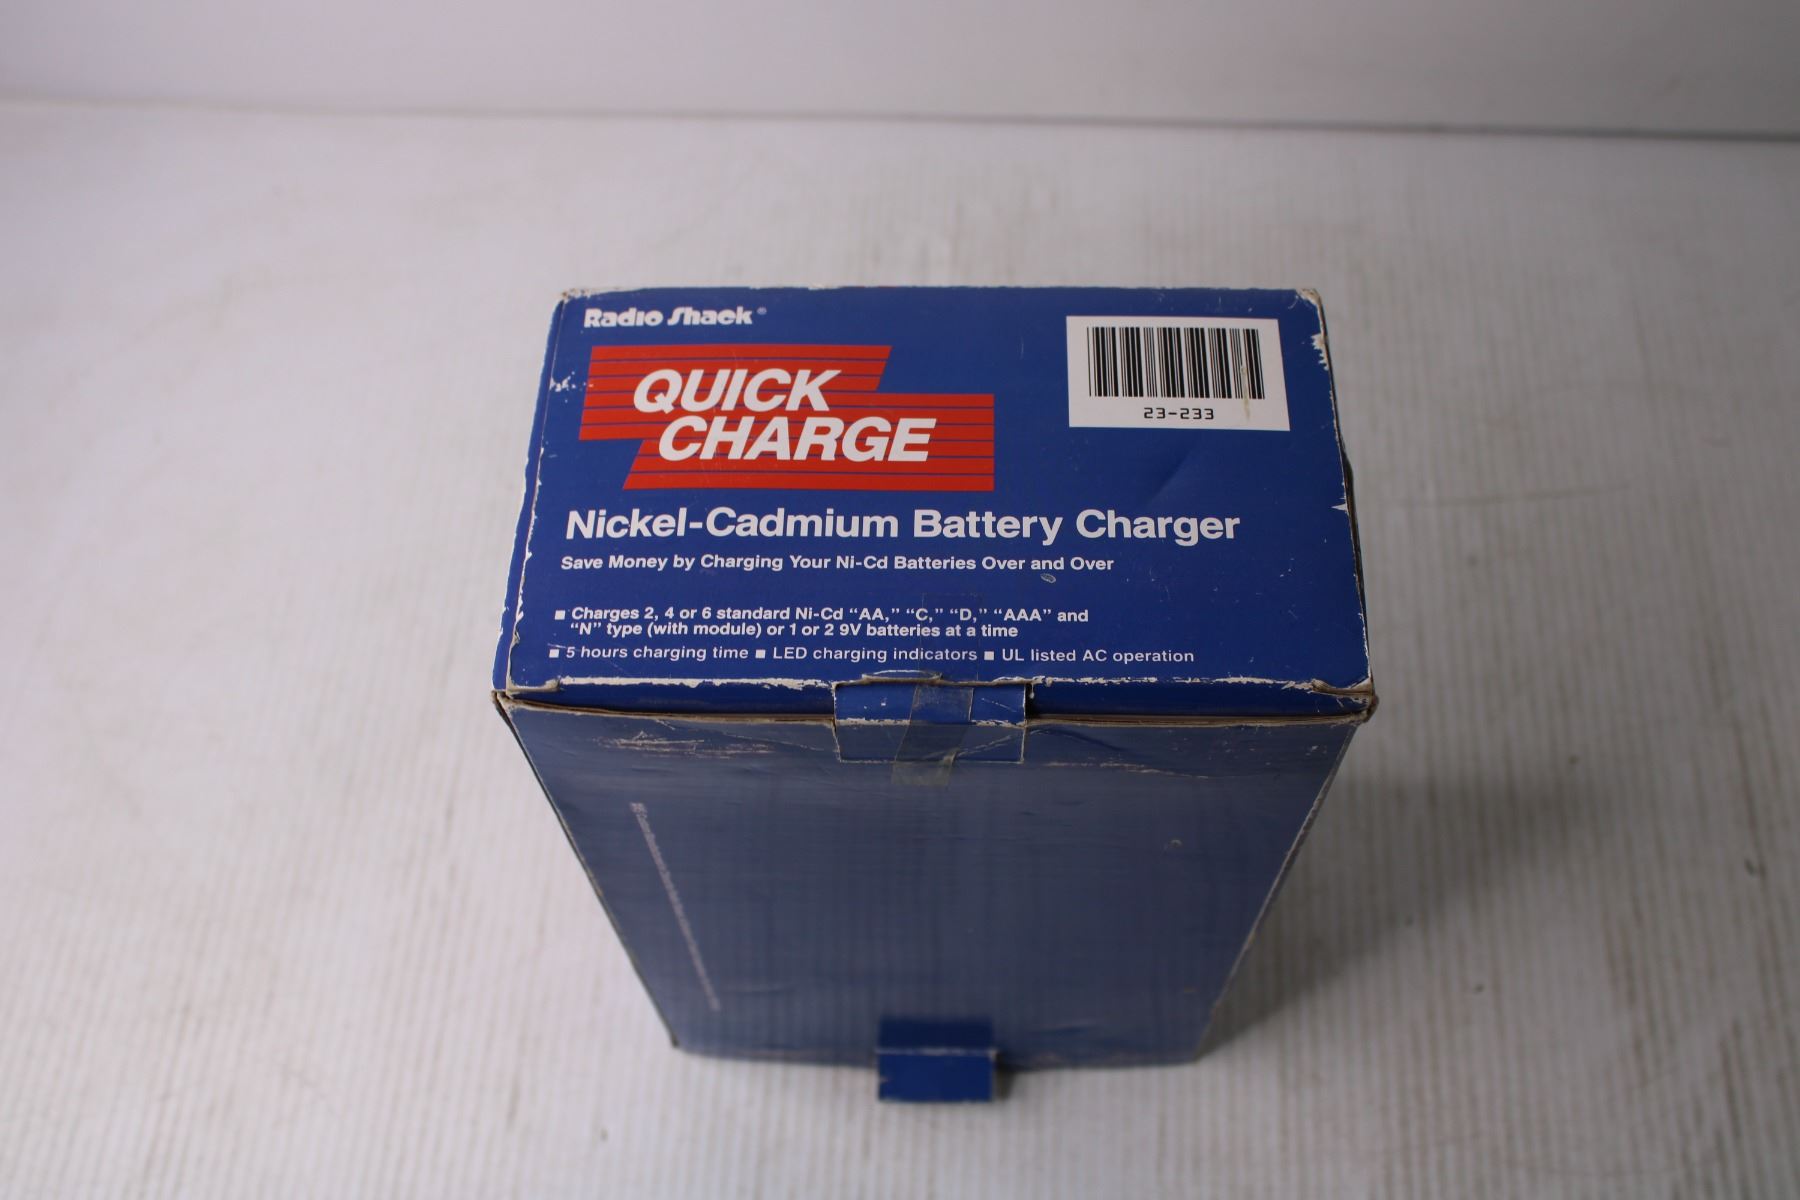 Radio Shack®
QUICK
CHARGE
23-233
Nickel-Cadmium Battery Charger
Save Money by Charging Your Ni-Cd Batteries Over and Over
■ Charges 2, 4 or 6 standard Ni-Cd “AA,” “C,” “D,” “AAA” and
“N” type (with module) or 1 or 2 9V batteries at a time
■ 5 hours charging time ■ LED charging indicators ■ UL listed AC operation